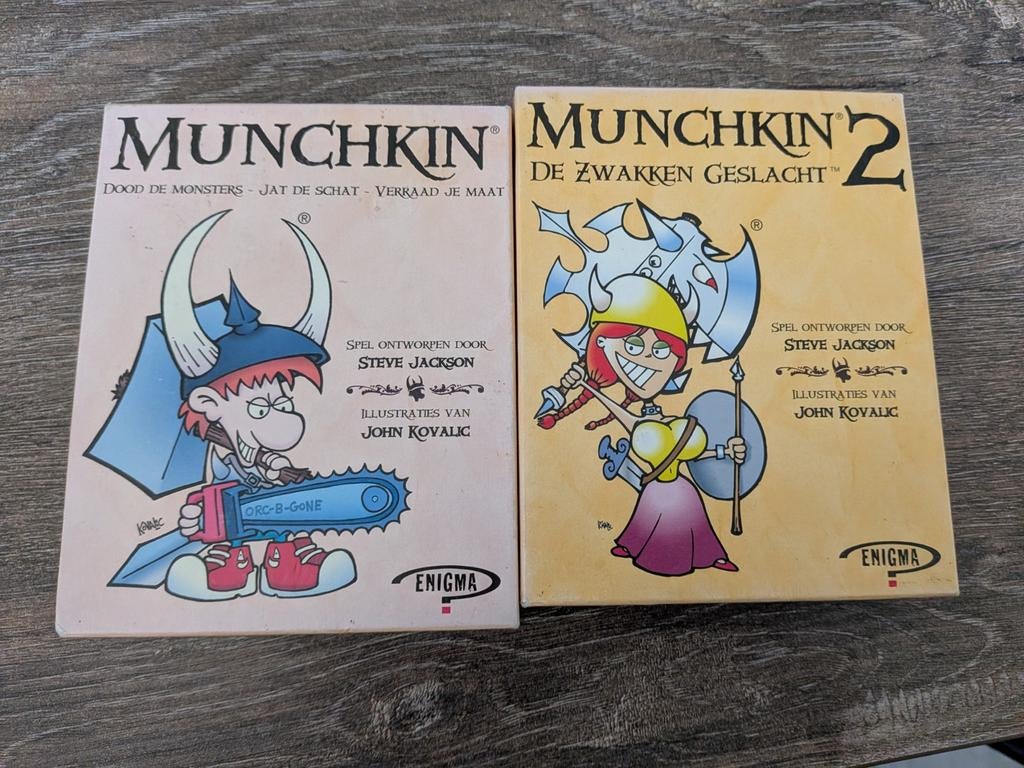 MUNCHKIN®
DOOD DE MONSTERS - JAT DE SCHAT - VERRAAD JE MAAT
®
SPEL ONTWORPEN DOOR
STEVE JACKSON
ILLUSTRATIES VAN
JOHN KOVALIC
ORC-B-GONE
KOVALIC
ENIGMA
MUNCHKIN® 2
DE ZWAKKEN GESLACHT™
®
SPEL ONTWORPEN DOOR
STEVE JACKSON
ILLUSTRATIES VAN
JOHN KOVALIC
ENIGMA